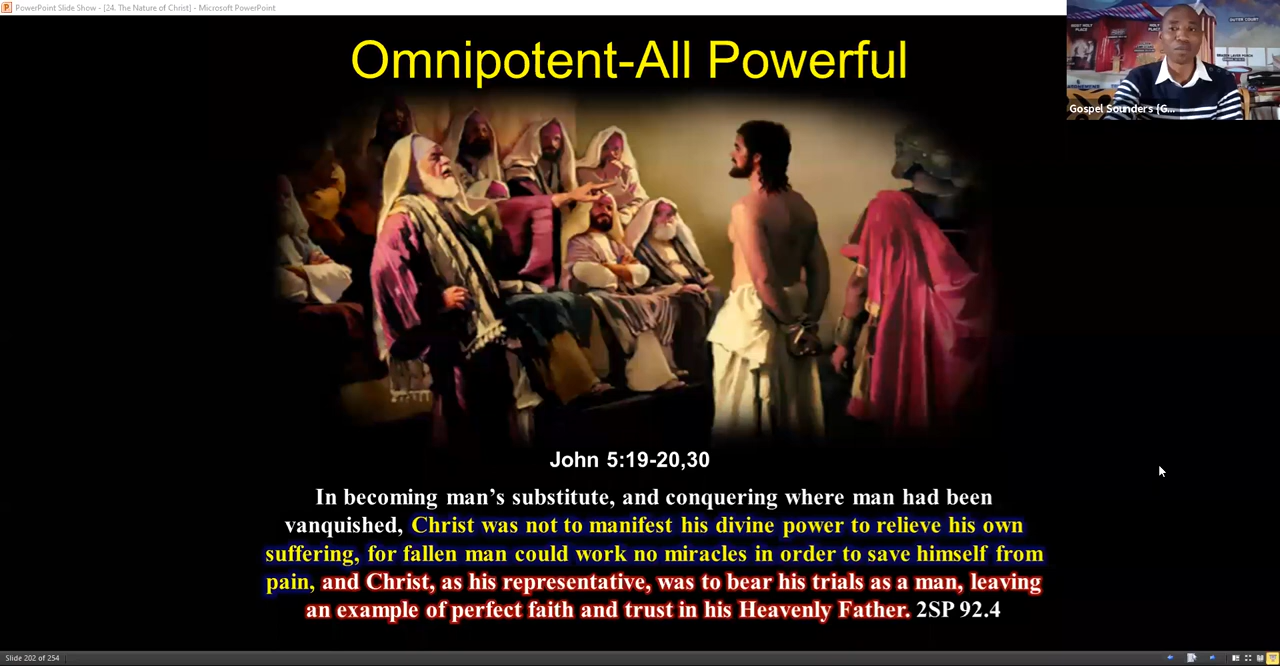 PowerPoint Slide Show - [24. The Nature of Christ] - Microsoft PowerPoint
OUTER COURT
Gospel Sounders (G...
Omnipotent-All Powerful
John 5:19-20,30
In becoming man’s substitute, and conquering where man had been
vanquished, Christ was not to manifest his divine power to relieve his own
suffering, for fallen man could work no miracles in order to save himself from
pain, and Christ, as his representative, was to bear his trials as a man, leaving
an example of perfect faith and trust in his Heavenly Father. 2SP 92.4
Slide 202 of 254